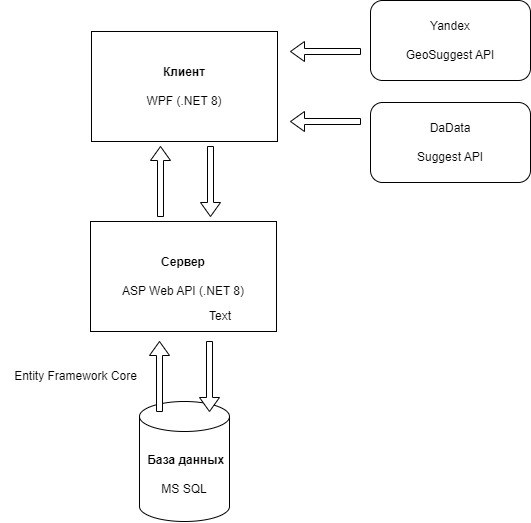 Yandex
GeoSuggest API
Клиент
WPF (.NET 8)
DaData
Suggest API
Сервер
ASP Web API (.NET 8)
Text
Entity Framework Core
База данных
MS SQL